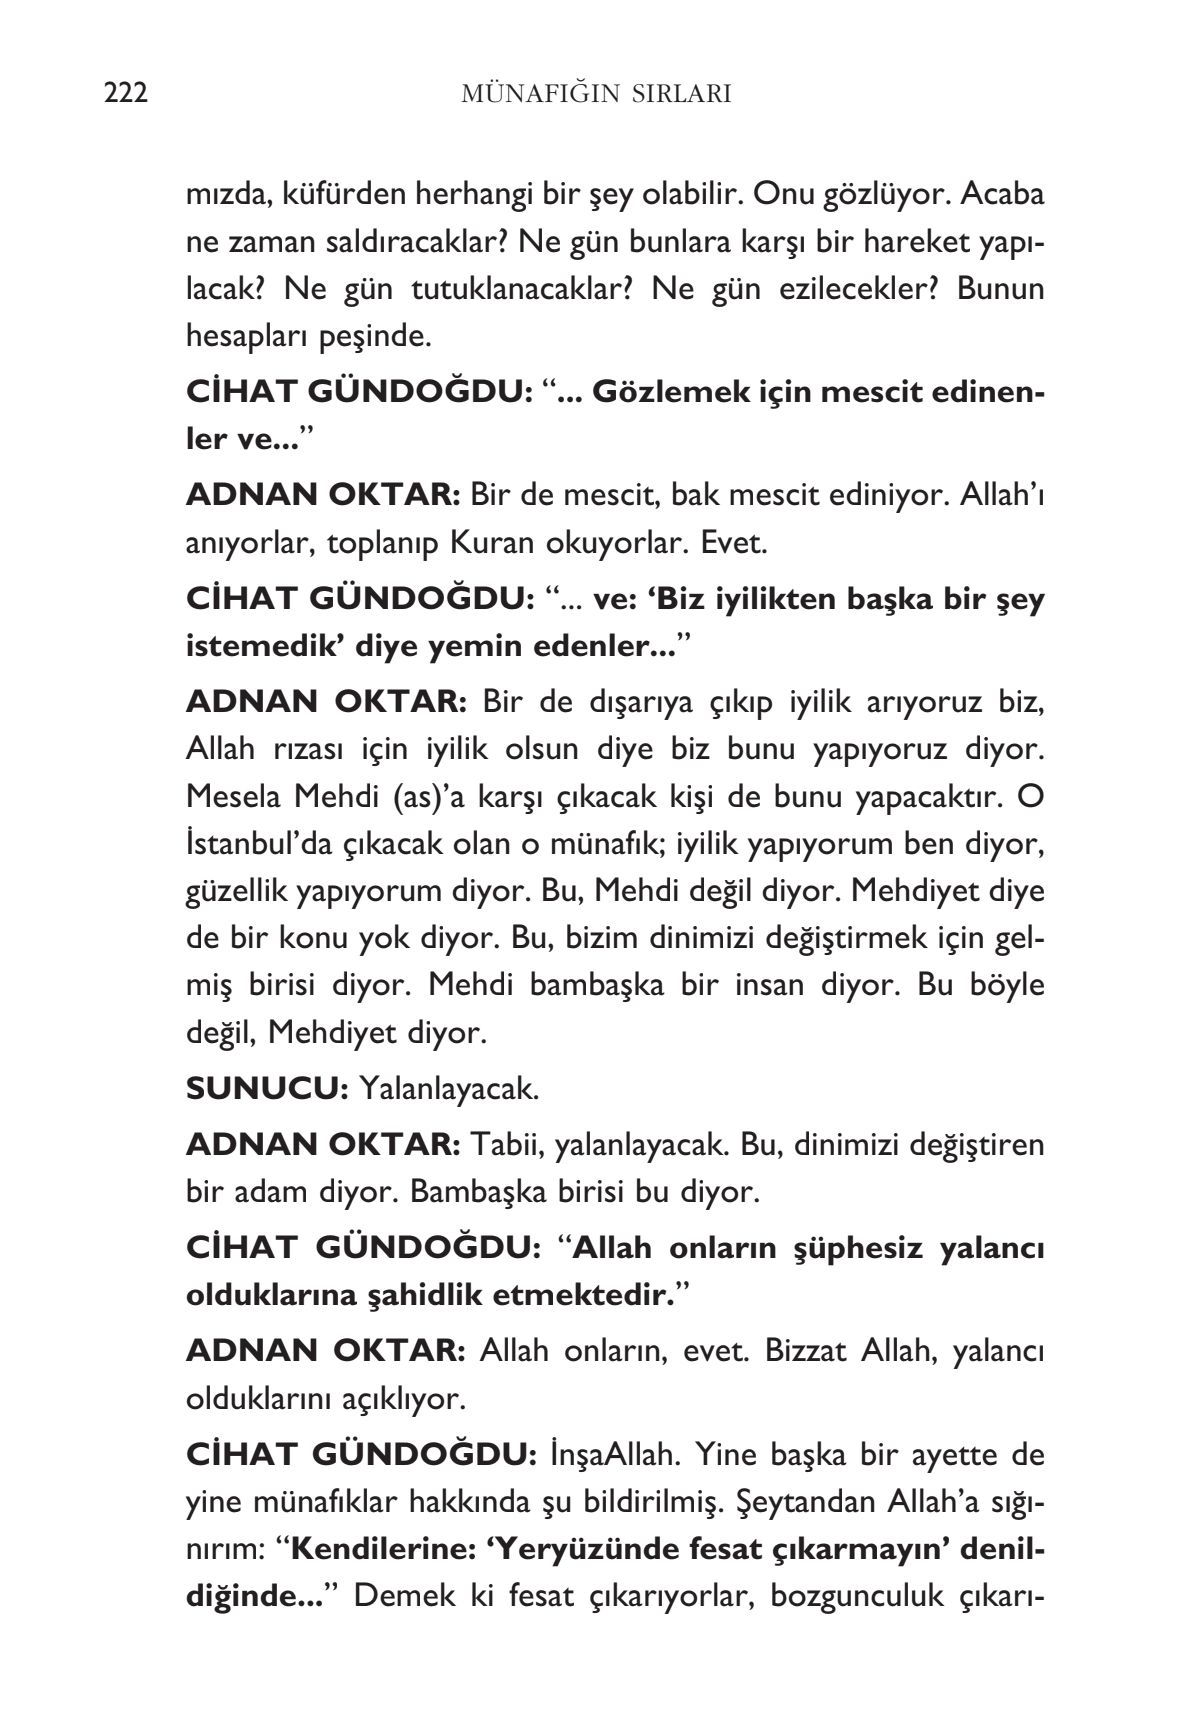 222
MÜNAFIĞIN SIRLARI
mızda, küfürden herhangi bir şey olabilir. Onu gözlüyor. Acaba
ne zaman saldıracaklar? Ne gün bunlara karşı bir hareket yapı-
lacak? Ne gün tutuklanacaklar? Ne gün ezilecekler? Bunun
hesapları peşinde.
CİHAT GÜNDOĞDU: “... Gözlemek için mescit edinen-
ler ve...”
ADNAN OKTAR: Bir de mescit, bak mescit ediniyor. Allah’ı
anıyorlar, toplanıp Kuran okuyorlar. Evet.
CİHAT GÜNDOĞDU: “... ve: ‘Biz iyilikten başka bir şey
istemedik’ diye yemin edenler...”
ADNAN OKTAR: Bir de dışarıya çıkıp iyilik arıyoruz biz,
Allah rızası için iyilik olsun diye biz bunu yapıyoruz diyor.
Mesela Mehdi (as)’a karşı çıkacak kişi de bunu yapacaktır. O
İstanbul’da çıkacak olan o münafık; iyilik yapıyorum ben diyor,
güzellik yapıyorum diyor. Bu, Mehdi değil diyor. Mehdiyet diye
de bir konu yok diyor. Bu, bizim dinimizi değiştirmek için gel-
miş birisi diyor. Mehdi bambaşka bir insan diyor. Bu böyle
değil, Mehdiyet diyor.
SUNUCU: Yalanlayacak.
ADNAN OKTAR: Tabii, yalanlayacak. Bu, dinimizi değiştiren
bir adam diyor. Bambaşka birisi bu diyor.
CİHAT GÜNDOĞDU: “Allah onların şüphesiz yalancı
olduklarına şahidlik etmektedir.”
ADNAN OKTAR: Allah onların, evet. Bizzat Allah, yalancı
olduklarını açıklıyor.
CİHAT GÜNDOĞDU: İnşaAllah. Yine başka bir ayette de
yine münafıklar hakkında şu bildirilmiş. Şeytandan Allah’a sığı-
nırım: “Kendilerine: ‘Yeryüzünde fesat çıkarmayın’ denil-
diğinde...” Demek ki fesat çıkarıyorlar, bozgunculuk çıkarı-